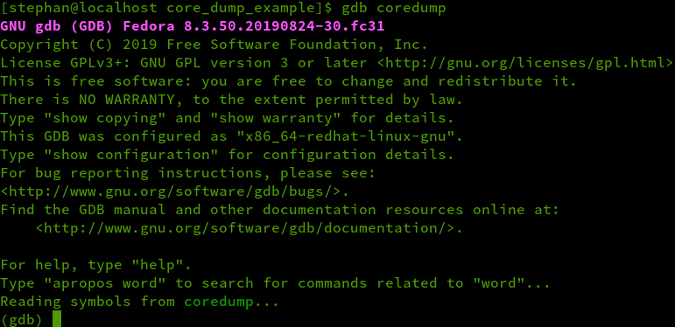 [stephan@localhost core_dump_example]$ gdb coredump
GNU gdb (GDB) Fedora 8.3.50.20190824-30.fc31
Copyright (C) 2019 Free Software Foundation, Inc.
License GPLv3+: GNU GPL version 3 or later <http://gnu.org/licenses/gpl.html>
This is free software: you are free to change and redistribute it.
There is NO WARRANTY, to the extent permitted by law.
Type "show copying" and "show warranty" for details.
This GDB was configured as "x86_64-redhat-linux-gnu".
Type "show configuration" for configuration details.
For bug reporting instructions, please see:
<http://www.gnu.org/software/gdb/bugs/>.
Find the GDB manual and other documentation resources online at:
    <http://www.gnu.org/software/gdb/documentation/>.

For help, type "help".
Type "apropos word" to search for commands related to "word"...
Reading symbols from coredump...
(gdb)